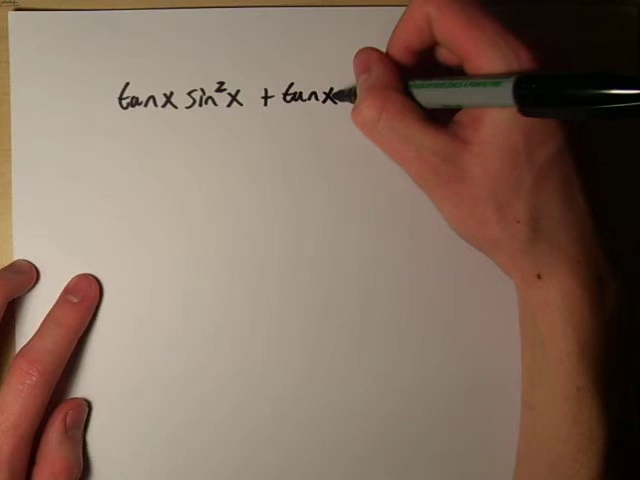 tanx sin²x + tanx